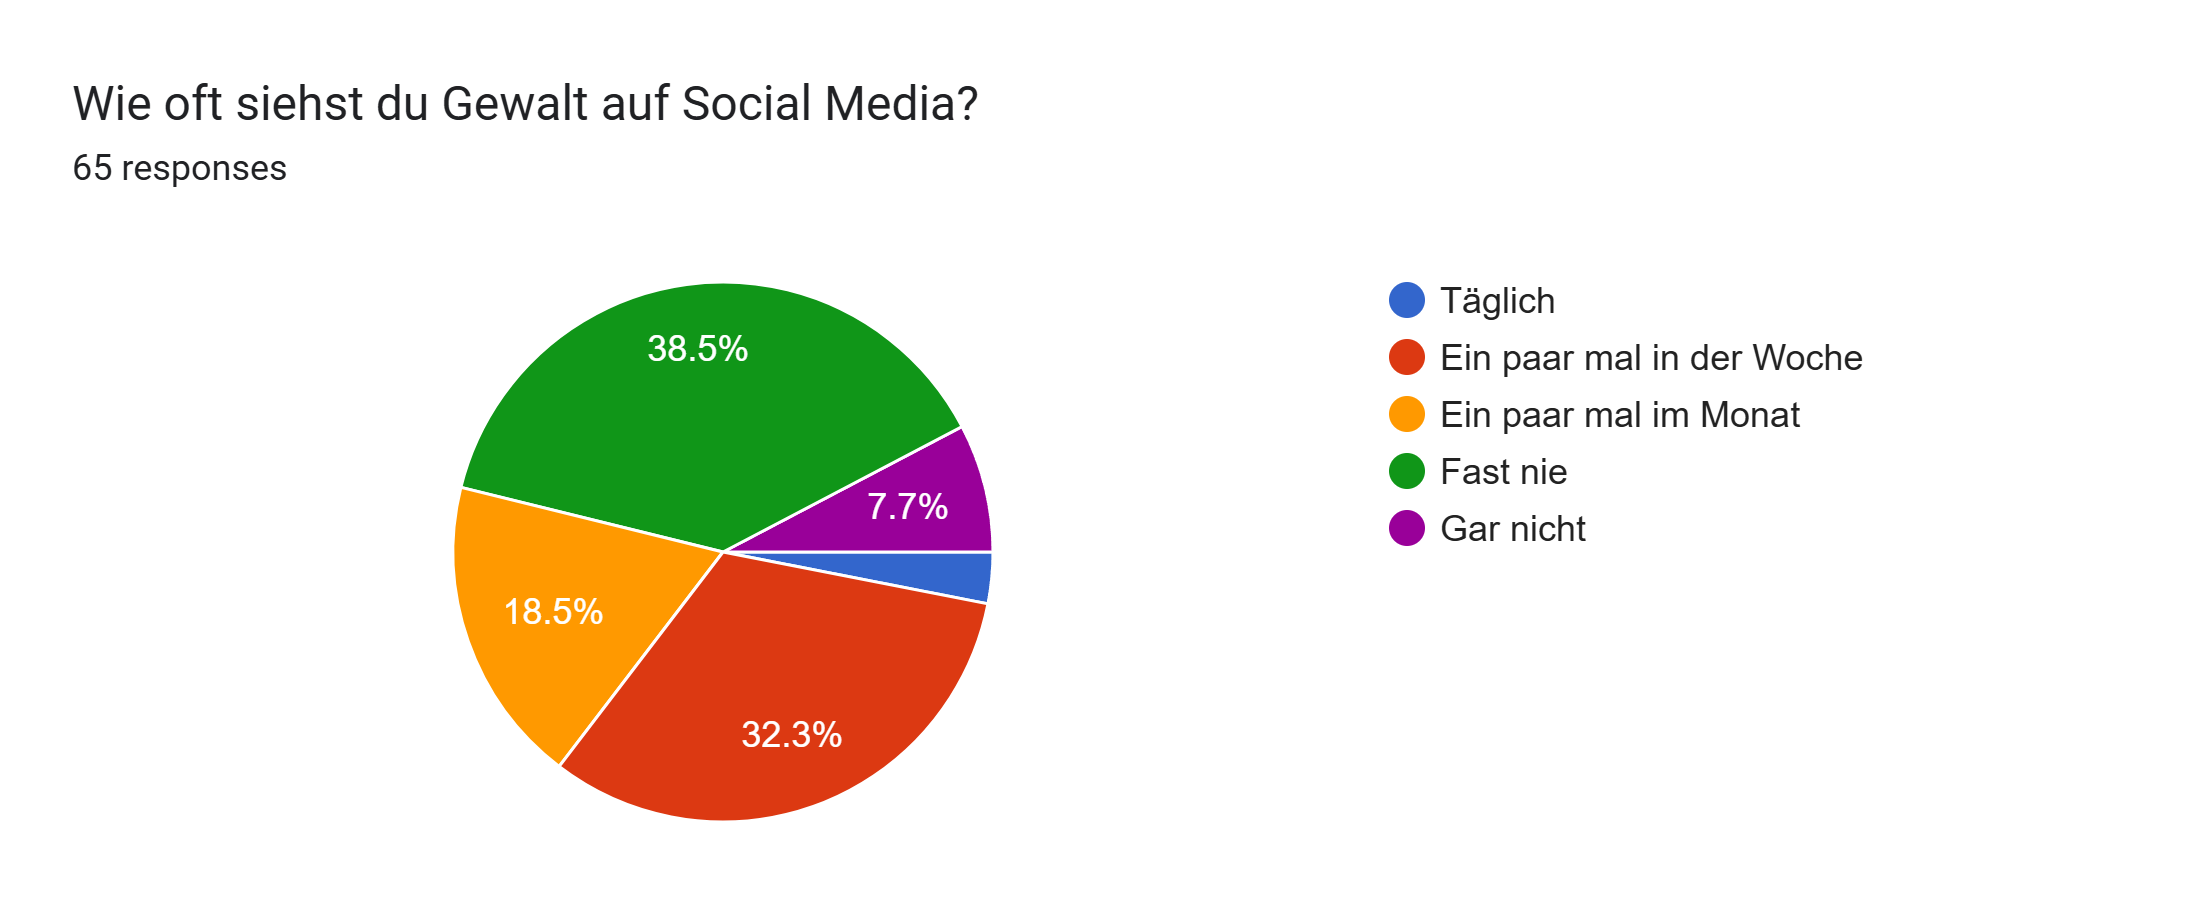 Wie oft siehst du Gewalt auf Social Media?
65 responses
38.5%
7.7%
18.5%
32.3%
Täglich
Ein paar mal in der Woche
Ein paar mal im Monat
Fast nie
Gar nicht